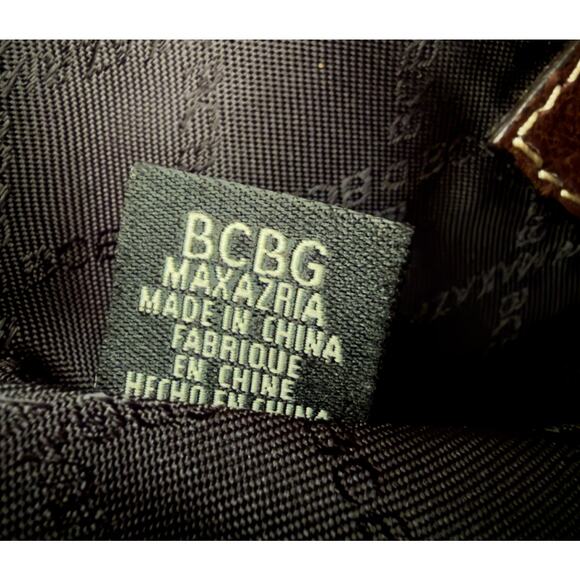 BCBG
MAXAZRIA
MADE IN CHINA
FABRIQUE
EN CHINE
HECHO EN CHINA